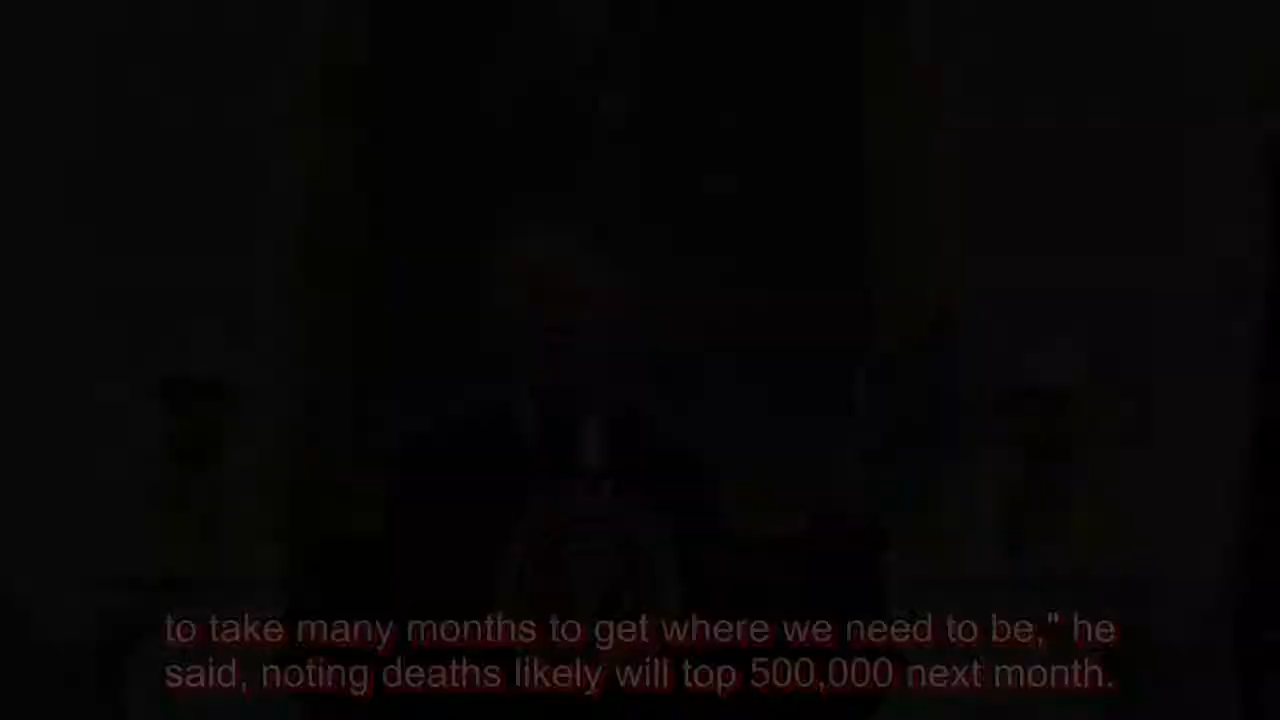 to take many months to get where we need to be," he
said, noting deaths likely will top 500,000 next month.